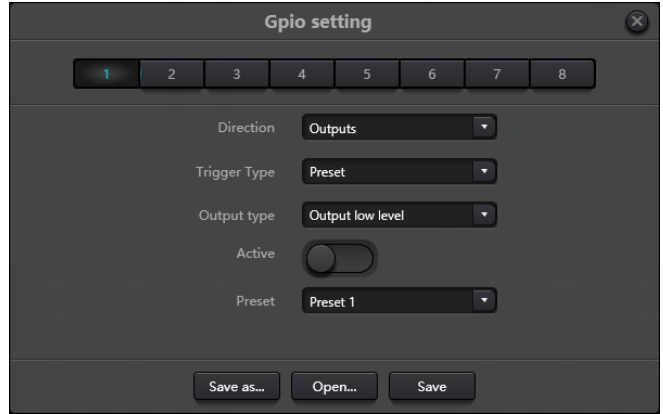 Gpio setting
1 2 3 4 5 6 7 8
Direction Outputs
Trigger Type Preset
Output type Output low level
Active
Preset Preset 1
Save as... Open... Save